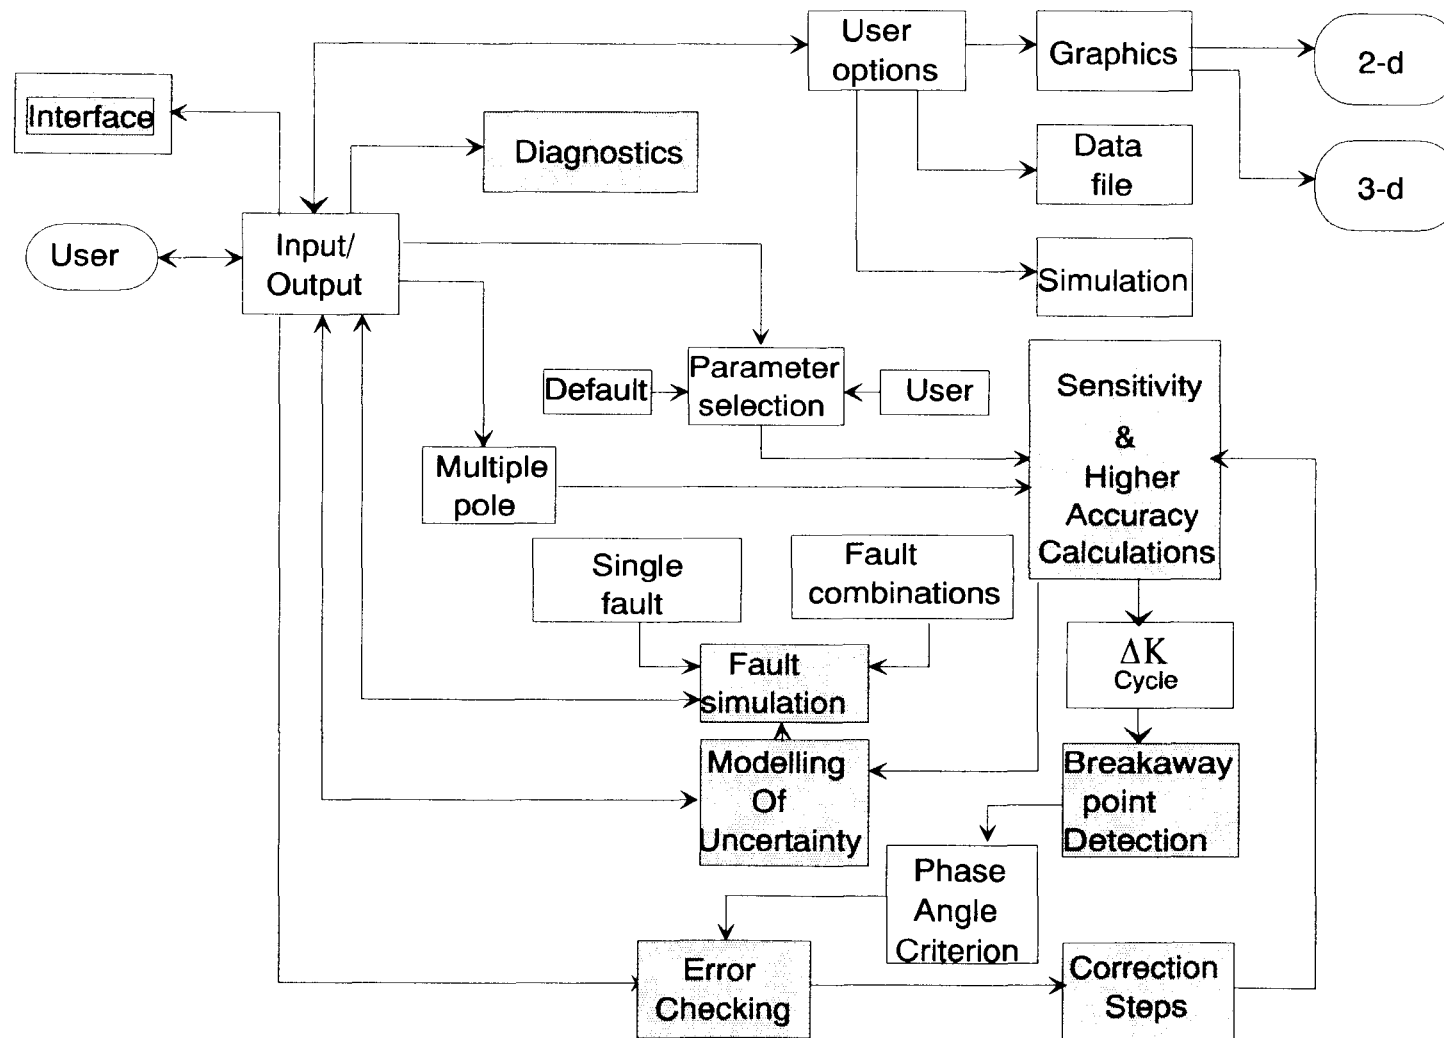 User
options
Graphics
2-d
Interface
Diagnostics
Data
file
3-d
User
Input/
Output
Simulation
Default
Parameter
selection
User
Sensitivity
&
Higher
Accuracy
Calculations
Multiple
pole
Single
fault
Fault
combinations
Fault
simulation
ΔK
Cycle
Modelling
Of
Uncertainty
Breakaway
point
Detection
Phase
Angle
Criterion
Error
Checking
Correction
Steps